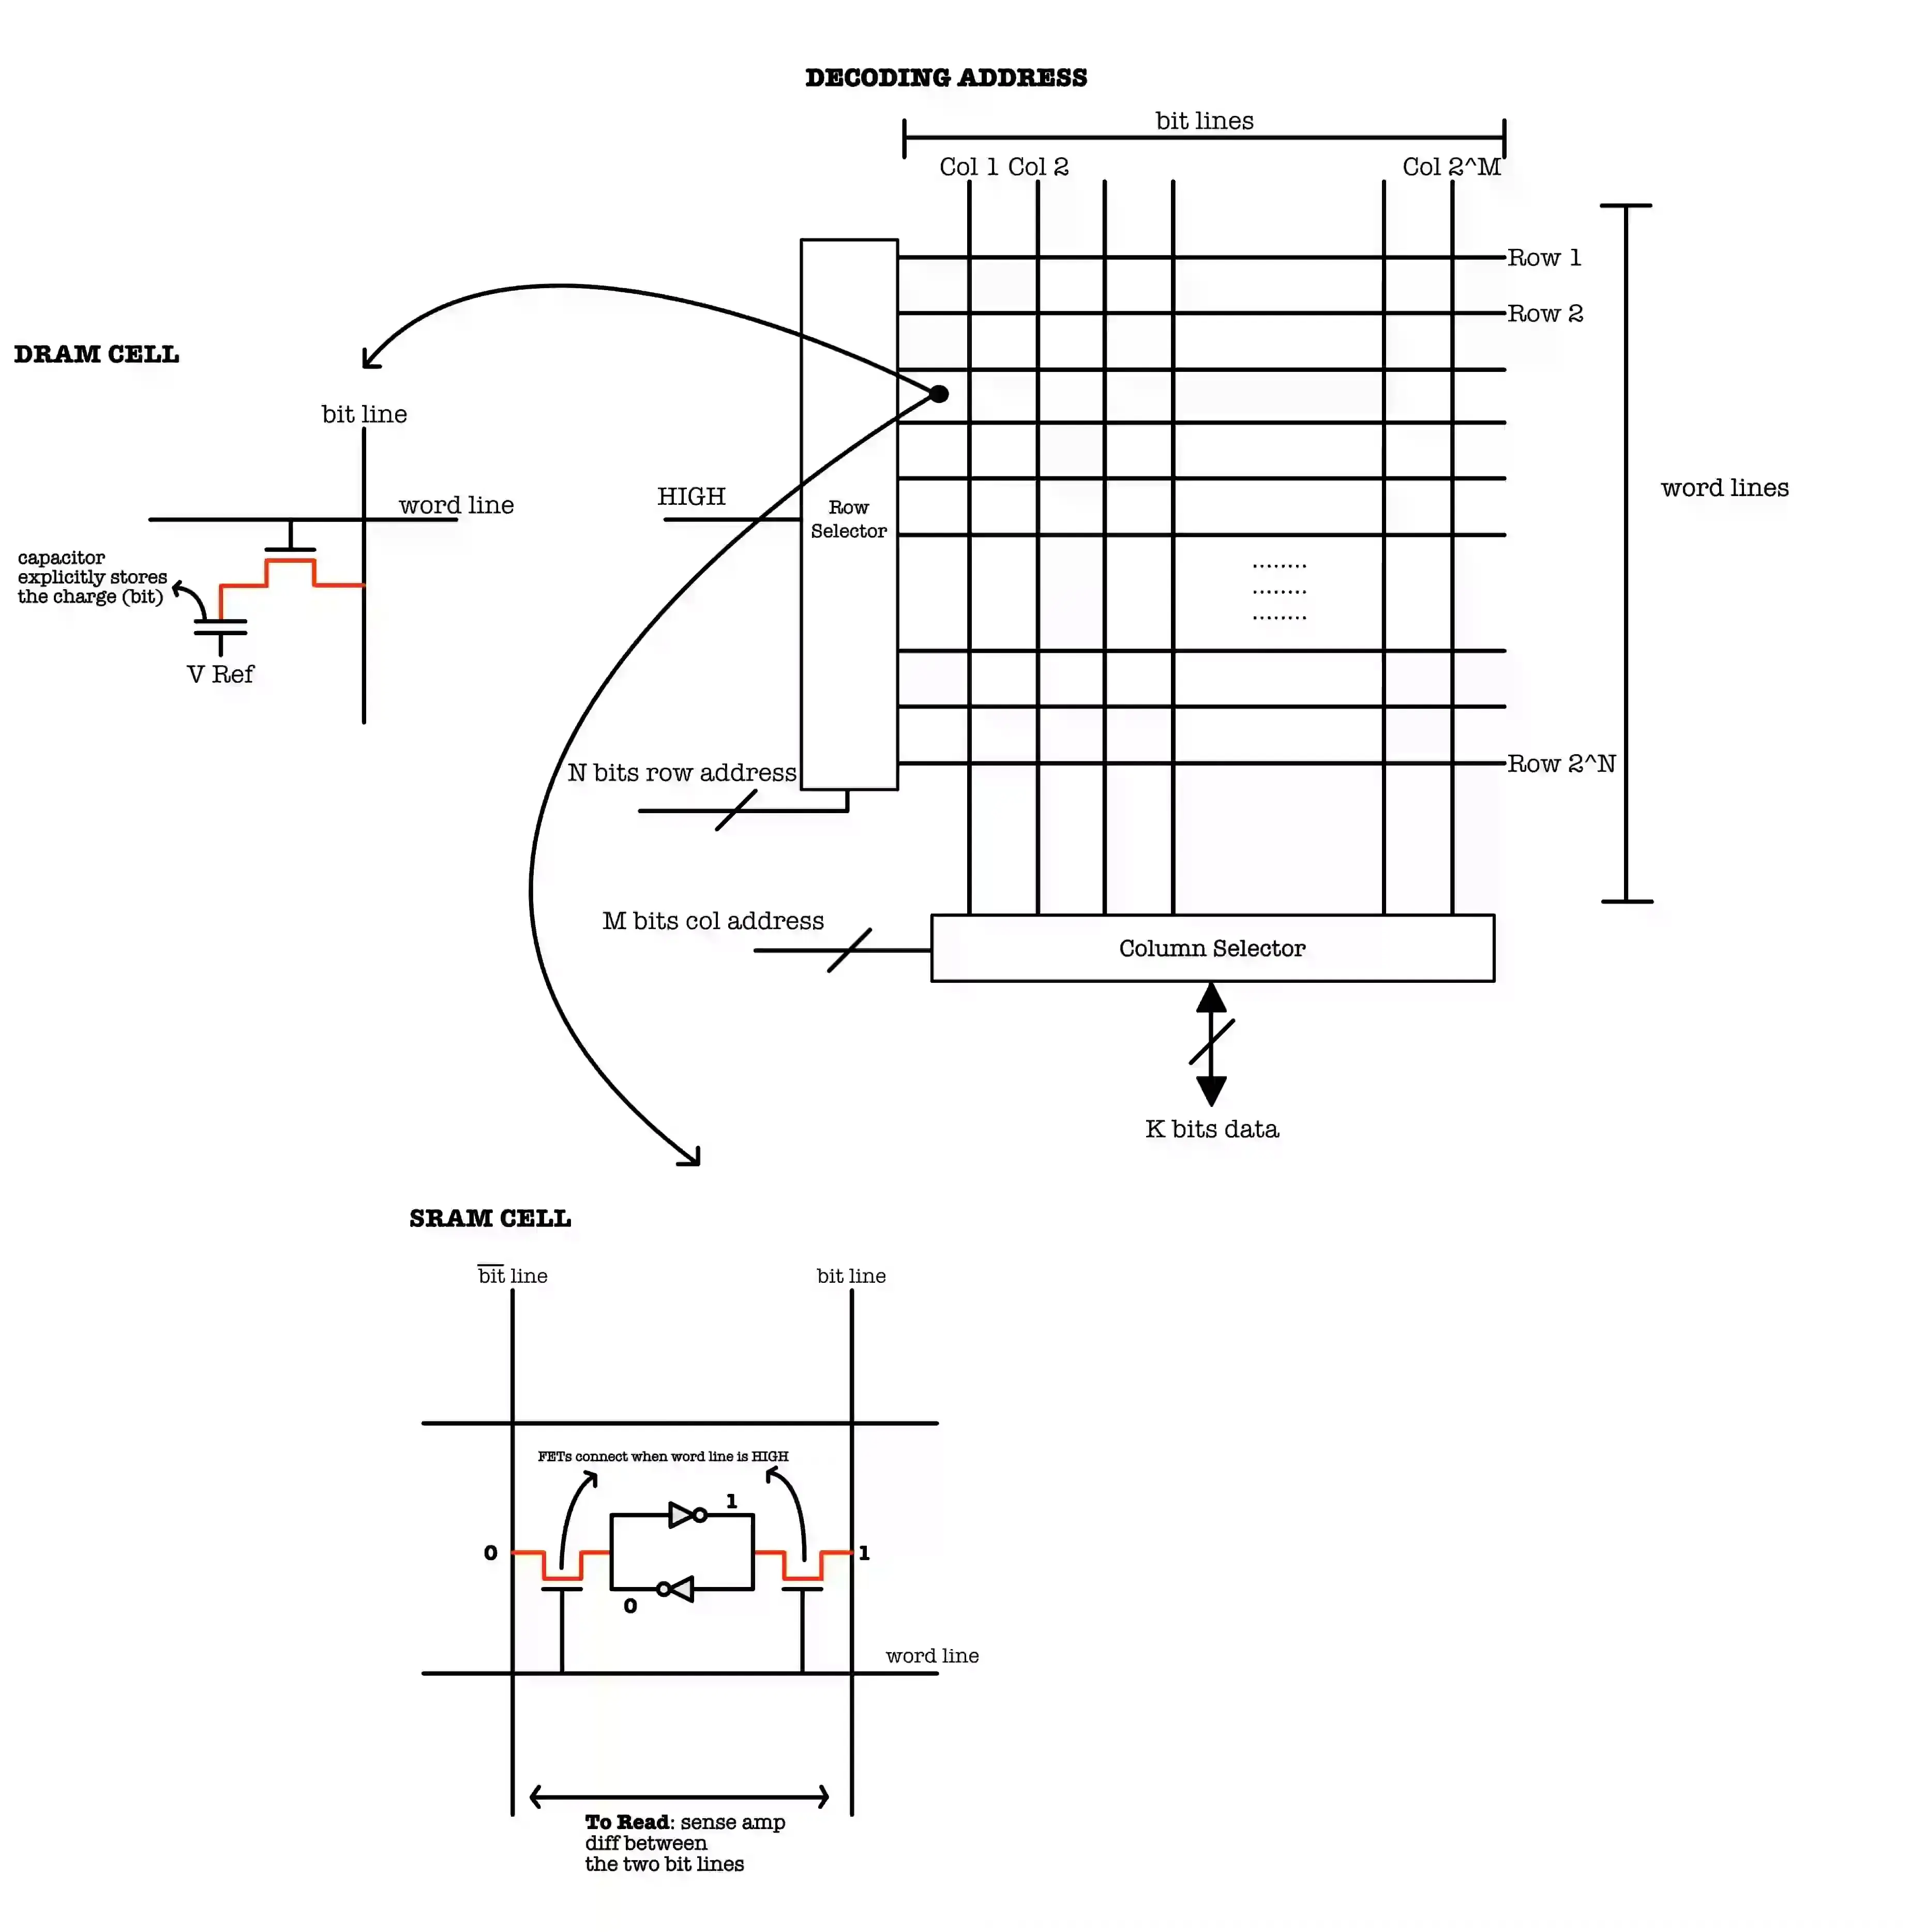 DECODING ADDRESS
bit lines
Col 1 Col 2
Col 2^M
Row 1
Row 2
DRAM CELL
bit line
word line
HIGH
Row
Selector
word lines
capacitor
explicitly stores
the charge (bit)
........
........
........
V Ref
N bits row address
Row 2^N
M bits col address
Column Selector
K bits data
SRAM CELL
b̅i̅t̅ line
bit line
FETs connect when word line is HIGH
1
0
1
0
word line
To Read: sense amp
diff between
the two bit lines